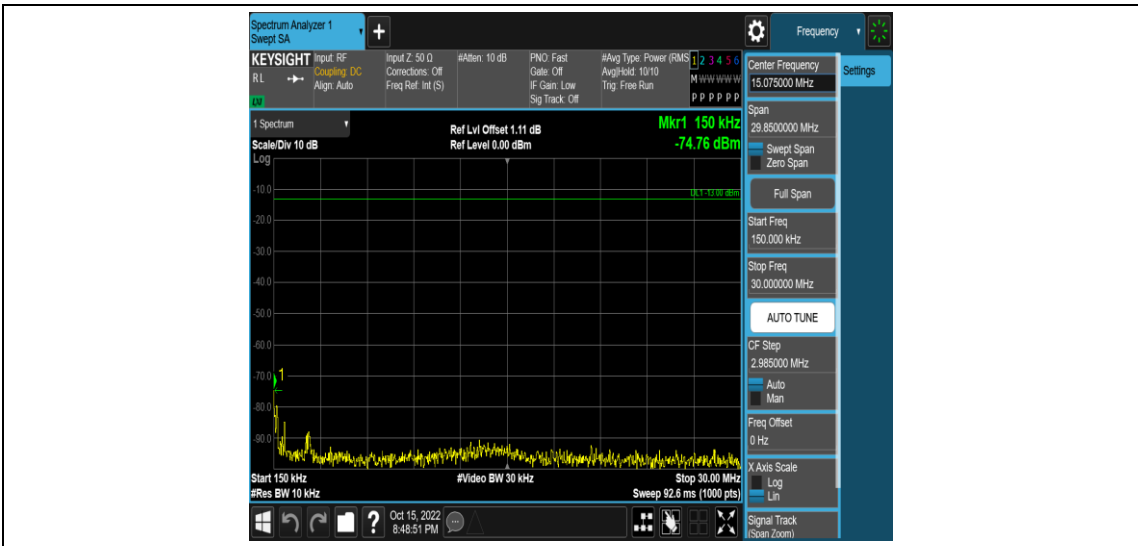 Spectrum Analyzer 1
Swept SA
+
Frequency
KEYSIGHT
RL
LXI
Input: RF
Coupling: DC
Align: Auto
Input Z: 50 Ω
Corrections: Off
Freq Ref: Int (S)
#Atten: 10 dB
PNO: Fast
Gate: Off
IF Gain: Low
Sig Track: Off
#Avg Type: Power (RMS
Avg|Hold: 10/10
Trig: Free Run
1 2 3 4 5 6
M W W W W W
P P P P P P
1 Spectrum
Scale/Div 10 dB
Log
Ref Lvl Offset 1.11 dB
Ref Level 0.00 dBm
Mkr1 150 kHz
-74.76 dBm
DL1 -13.00 dBm
-10.0
-20.0
-30.0
-40.0
-50.0
-60.0
-70.0
-80.0
-90.0
1
Start 150 kHz
#Video BW 30 kHz
Stop 30.00 MHz
#Res BW 10 kHz
Sweep 92.6 ms (1000 pts)
?
Oct 15, 2022
8:48:51 PM
Center Frequency
15.075000 MHz
Settings
Span
29.8500000 MHz
Swept Span
Zero Span
Full Span
Start Freq
150.000 kHz
Stop Freq
30.000000 MHz
AUTO TUNE
CF Step
2.985000 MHz
Auto
Man
Freq Offset
0 Hz
X Axis Scale
Log
Lin
Signal Track
(Span Zoom)